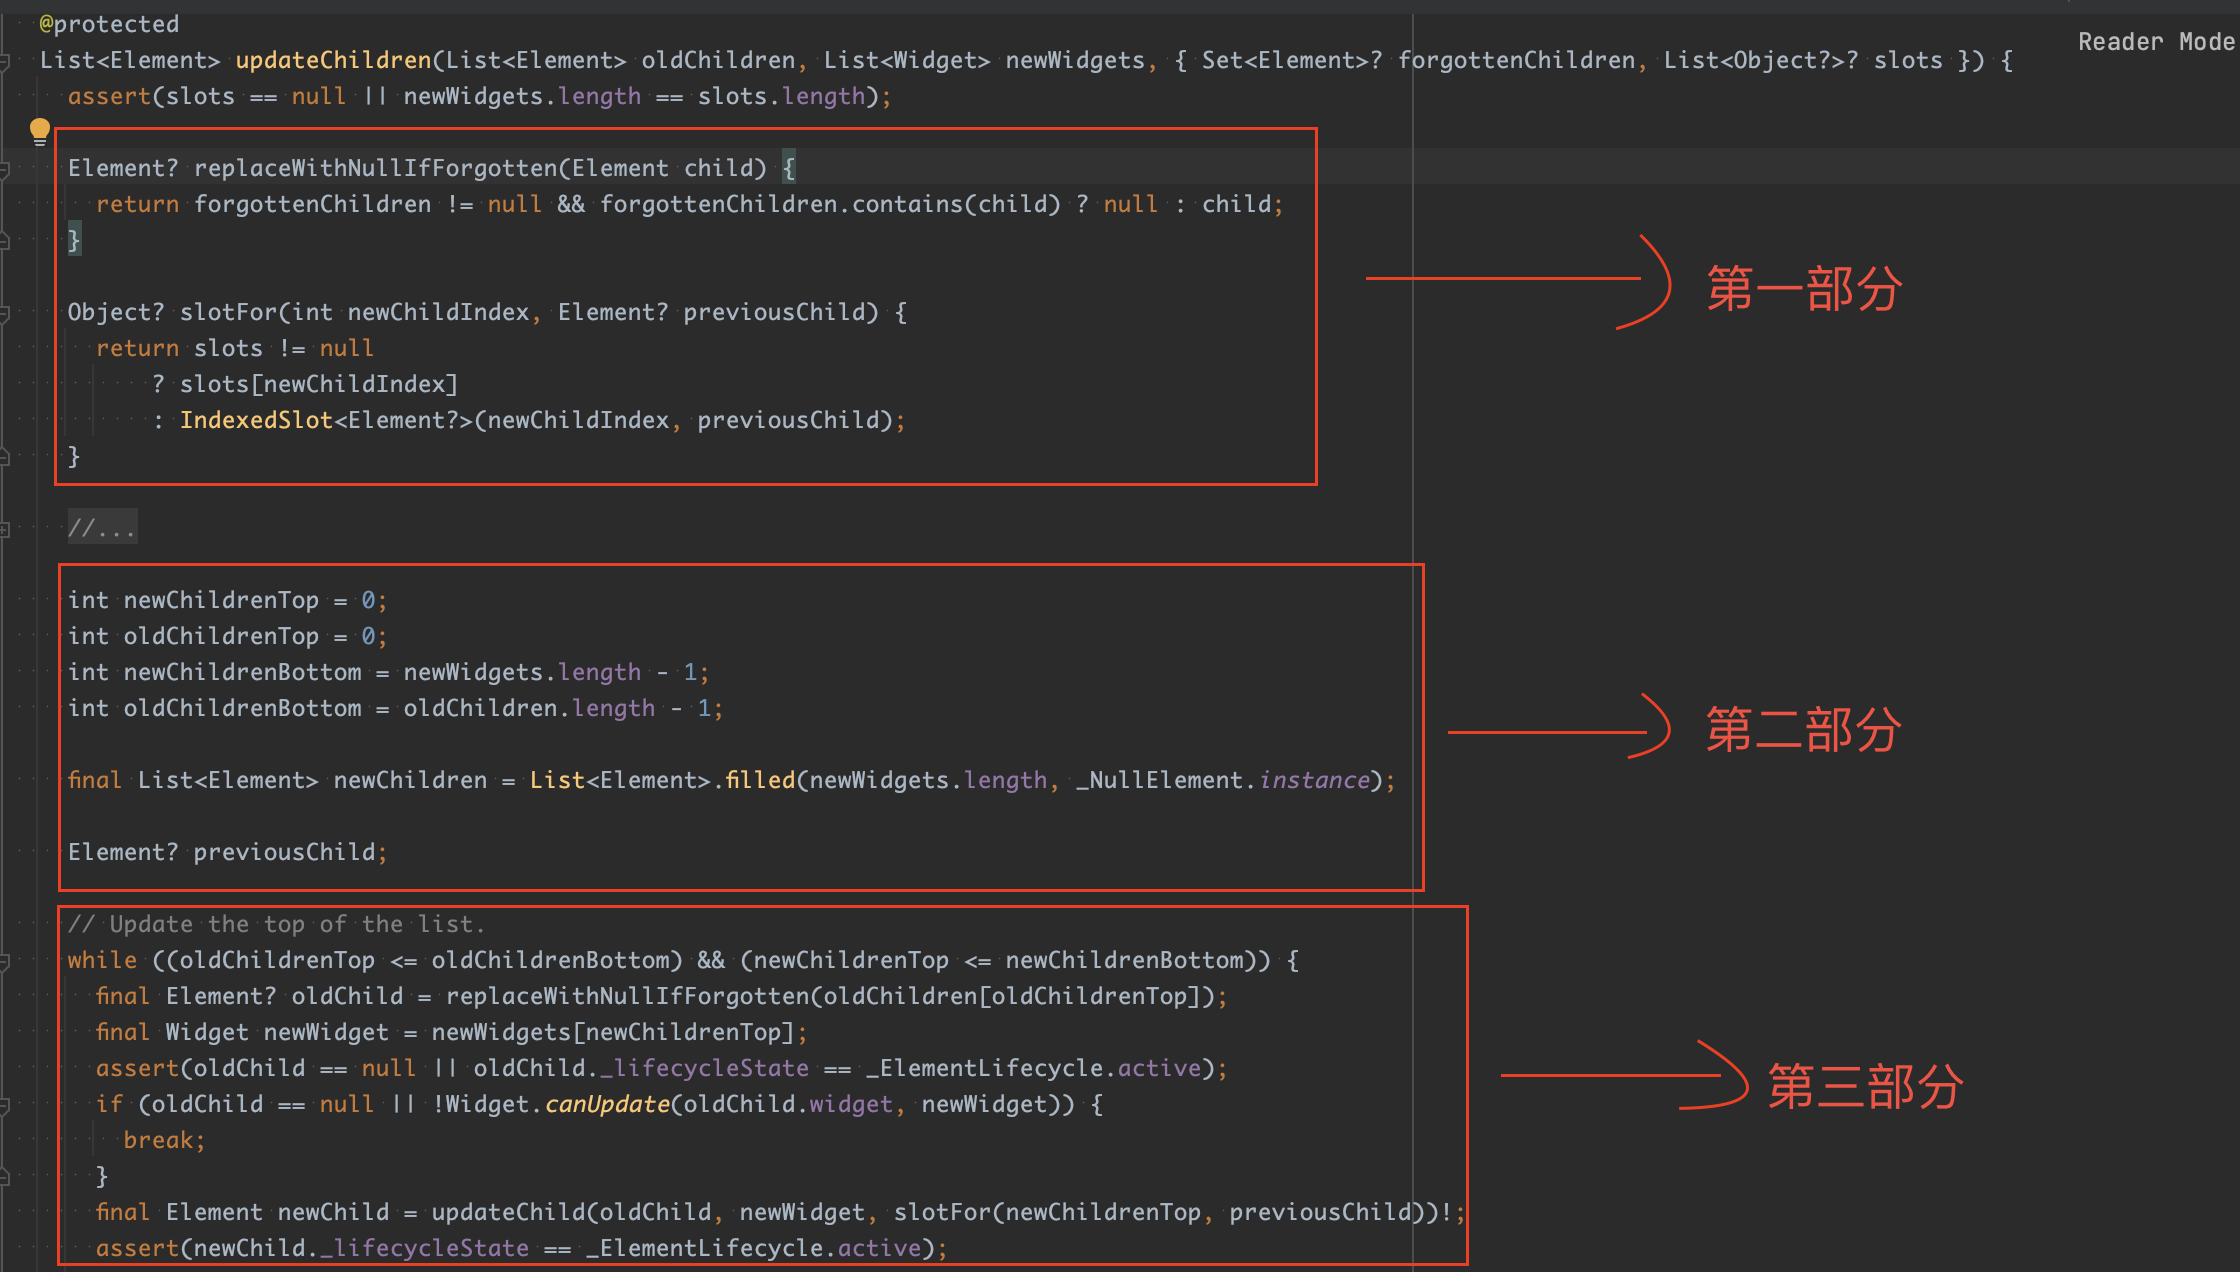 @protected
Reader Mode
List<Element> updateChildren(List<Element> oldChildren, List<Widget> newWidgets, { Set<Element>? forgottenChildren, List<Object?>? slots }) {
assert(slots == null || newWidgets.length == slots.length);
Element? replaceWithNullIfForgotten(Element child) {
return forgottenChildren != null && forgottenChildren.contains(child) ? null : child;
}
第一部分
Object? slotFor(int newChildIndex, Element? previousChild) {
return slots != null
? slots[newChildIndex]
: IndexedSlot<Element?>(newChildIndex, previousChild);
}
//...
int newChildrenTop = 0;
int oldChildrenTop = 0;
int newChildrenBottom = newWidgets.length - 1;
int oldChildrenBottom = oldChildren.length - 1;
第二部分
final List<Element> newChildren = List<Element>.filled(newWidgets.length, _NullElement.instance);
Element? previousChild;
// Update the top of the list.
while ((oldChildrenTop <= oldChildrenBottom) && (newChildrenTop <= newChildrenBottom)) {
final Element? oldChild = replaceWithNullIfForgotten(oldChildren[oldChildrenTop]);
final Widget newWidget = newWidgets[newChildrenTop];
assert(oldChild == null || oldChild._lifecycleState == _ElementLifecycle.active);
第三部分
if (oldChild == null || !Widget.canUpdate(oldChild.widget, newWidget)) {
break;
}
final Element newChild = updateChild(oldChild, newWidget, slotFor(newChildrenTop, previousChild))!;
assert(newChild._lifecycleState == _ElementLifecycle.active);